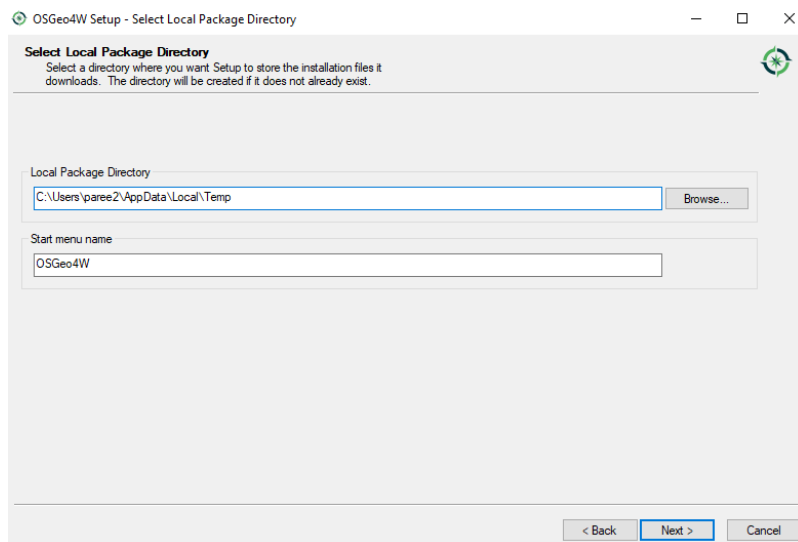 OSGeo4W Setup - Select Local Package Directory
Select Local Package Directory
Select a directory where you want Setup to store the installation files it
downloads. The directory will be created if it does not already exist.
Local Package Directory
C:\Users\paree2\AppData\Local\Temp
Browse...
Start menu name
OSGeo4W
< Back
Next >
Cancel